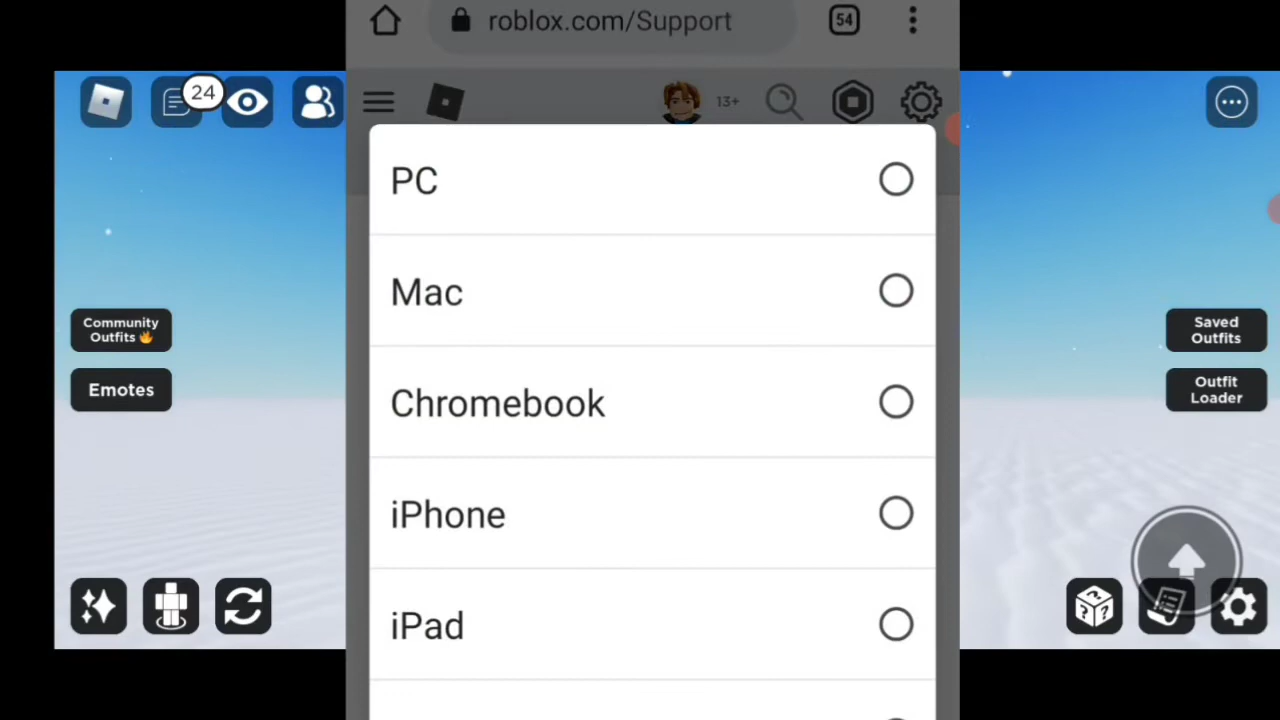 roblox.com/Support
54
24
13+
PC
Mac
Chromebook
iPhone
iPad
Community
Outfits🔥
Emotes
Saved
Outfits
Outfit
Loader